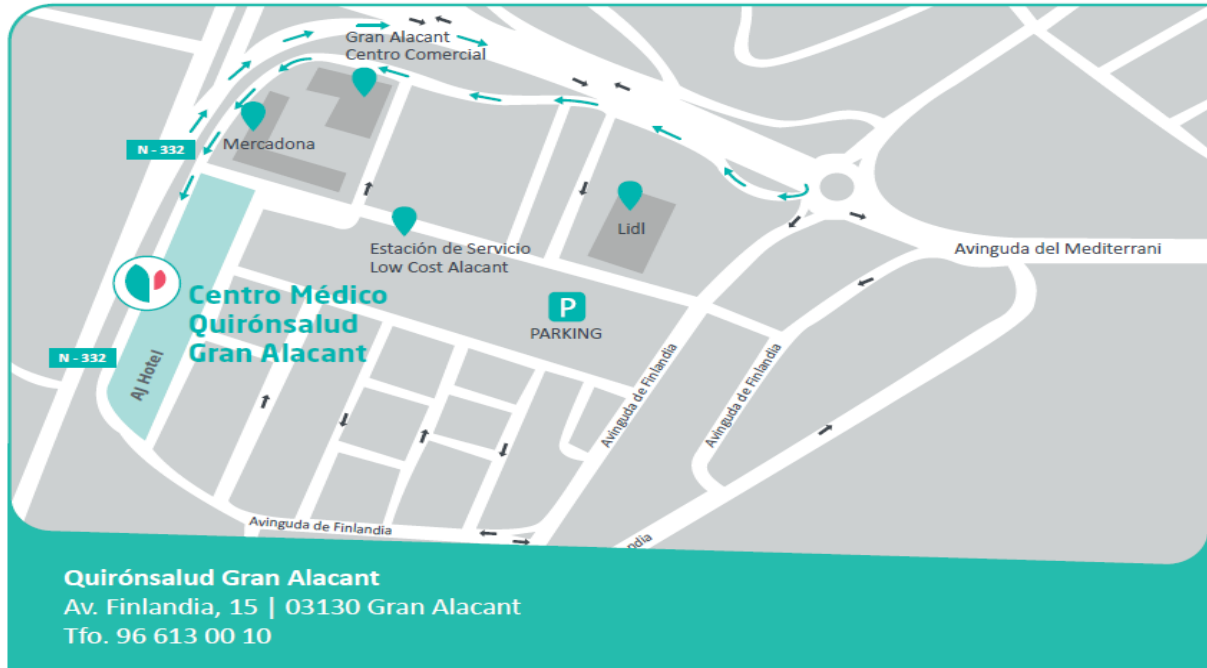 Gran Alacant
Centro Comercial
N - 332
Mercadona
Lidl
Estación de Servicio
Low Cost Alacant
Avinguda del Mediterrani
Centro Médico
Quirónsalud
Gran Alacant
P
PARKING
N - 332
AJ Hotel
Avinguda de Finlandia
Avinguda de Finlandia
Avinguda de Finlandia
ndia
Quirónsalud Gran Alacant
Av. Finlandia, 15 | 03130 Gran Alacant
Tfo. 96 613 00 10